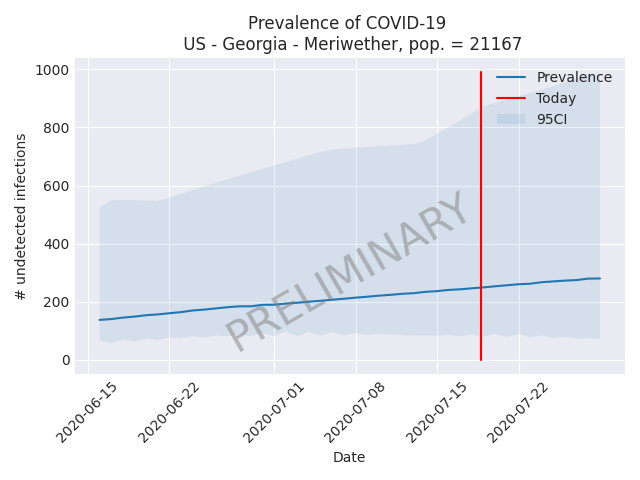 Prevalence of COVID-19
US - Georgia - Meriwether, pop. = 21167
# undetected infections
1000
800
600
400
200
0
Prevalence
Today
95CI
PRELIMINARY
2020-06-15
2020-06-22
2020-07-01
2020-07-08
2020-07-15
2020-07-22
Date